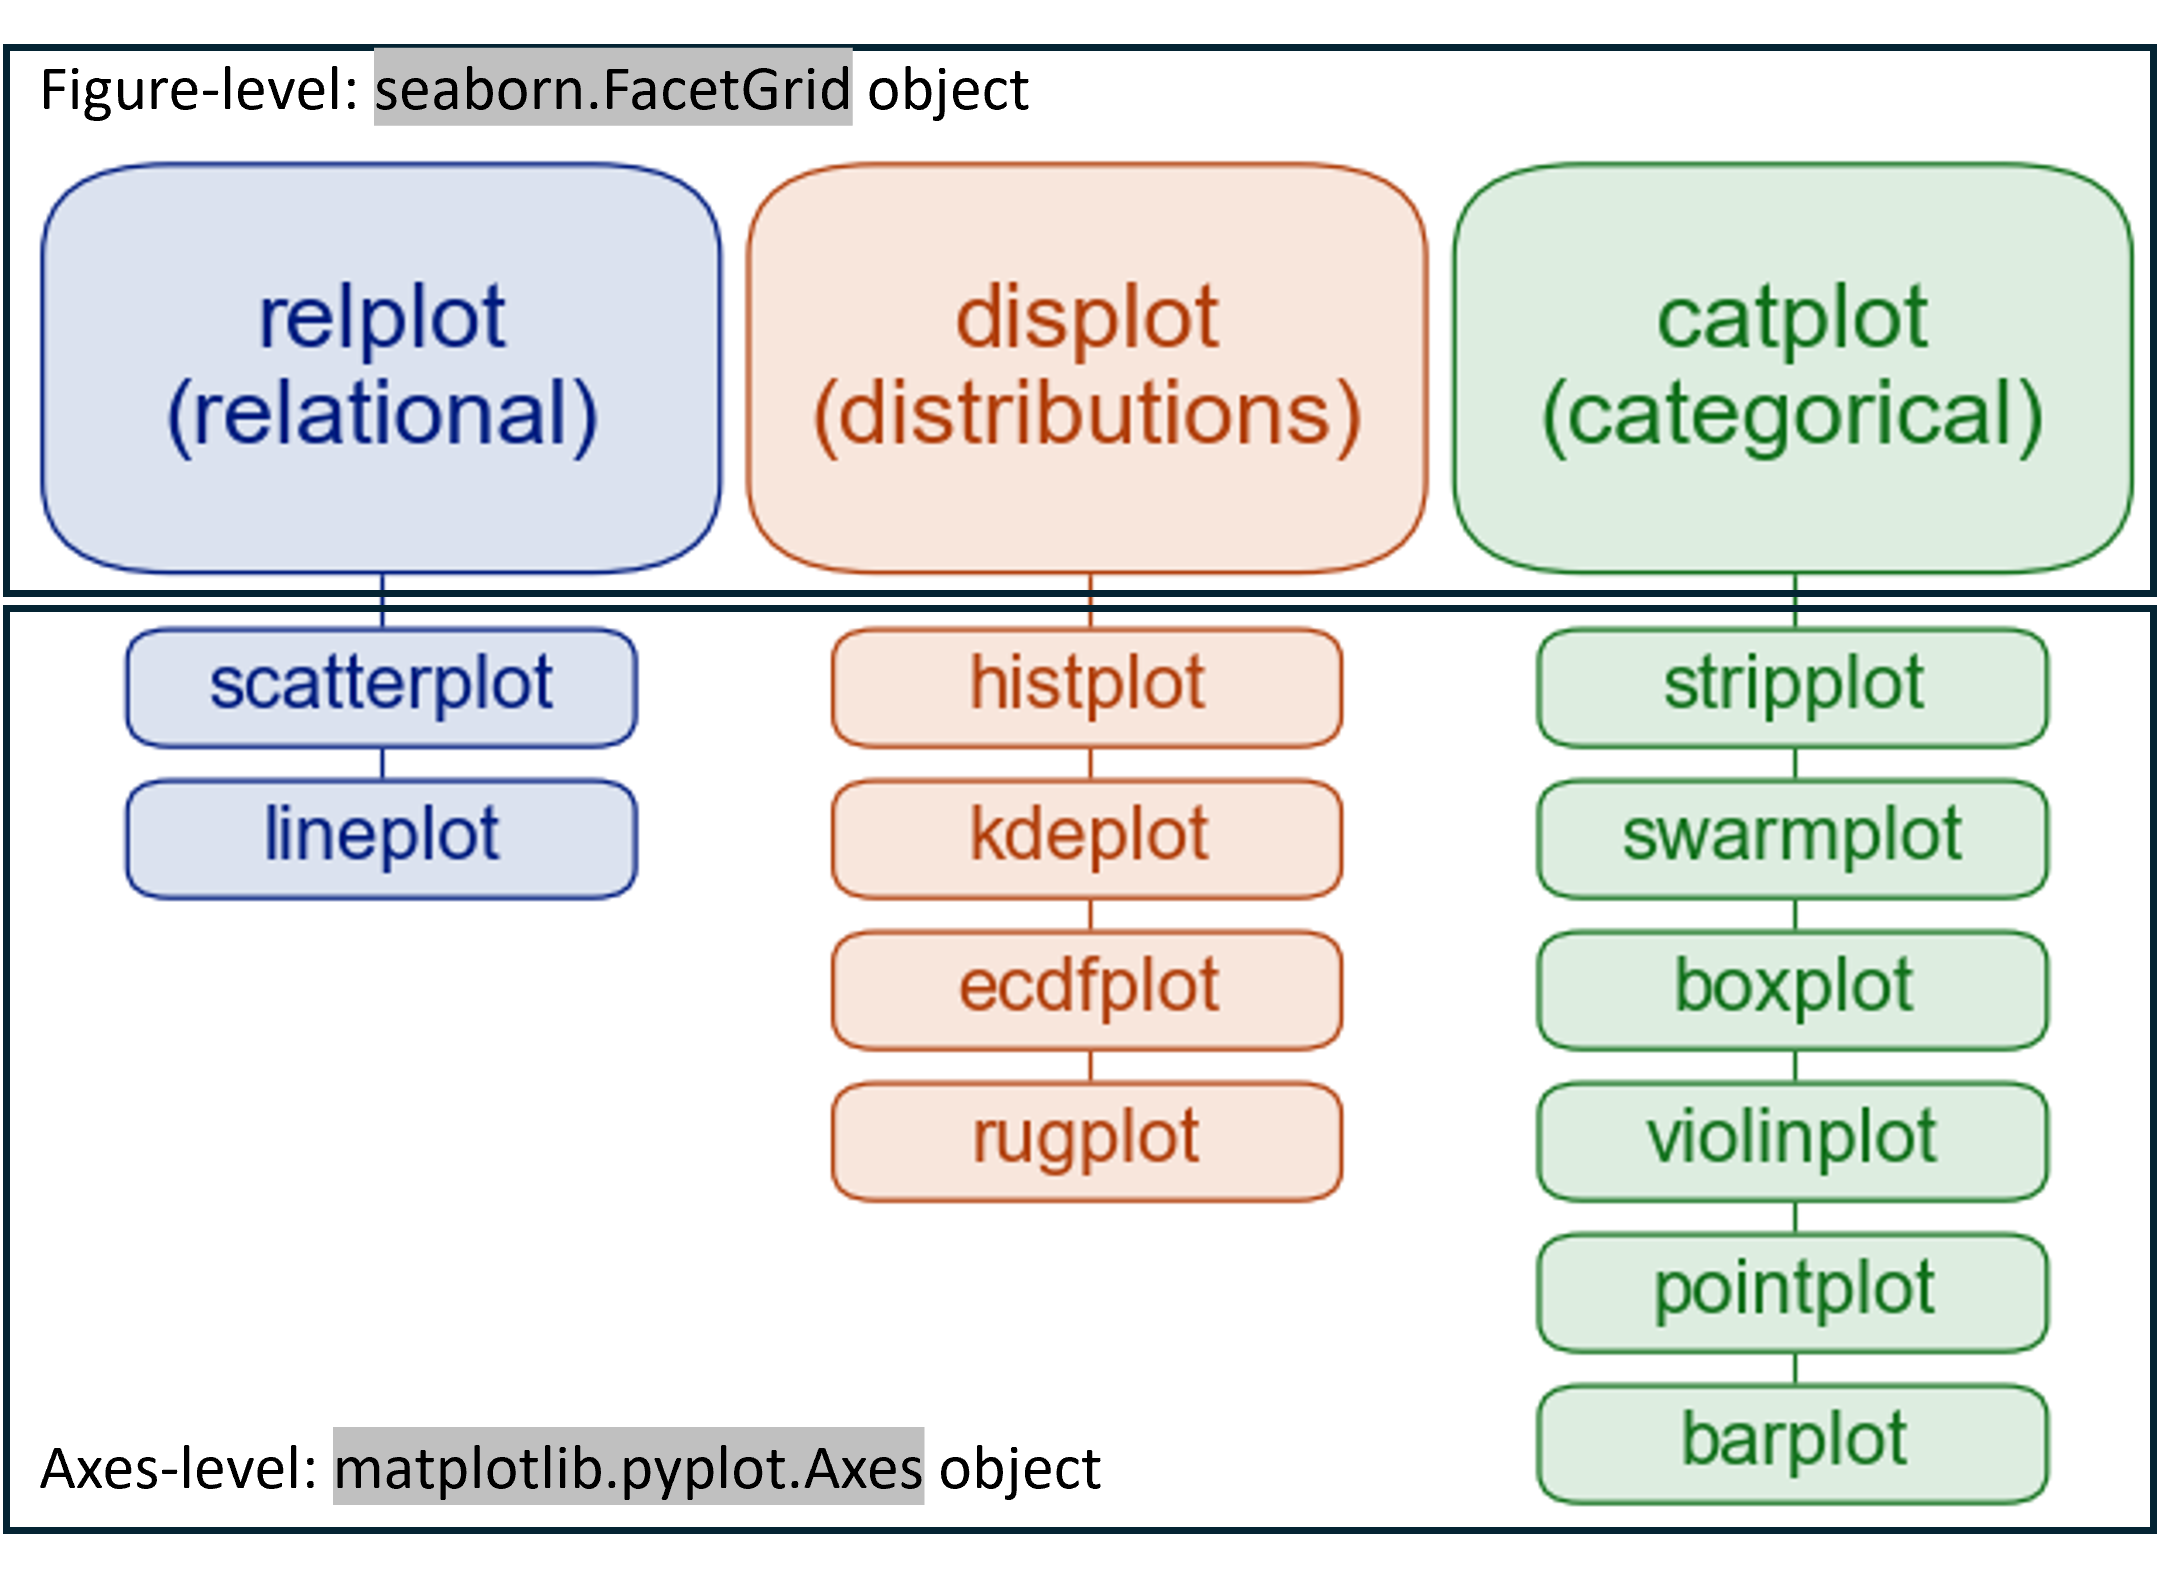 Figure-level: seaborn.FacetGrid object
relplot
(relational)
displot
(distributions)
catplot
(categorical)
scatterplot
lineplot
histplot
kdeplot
ecdfplot
rugplot
stripplot
swarmplot
boxplot
violinplot
pointplot
barplot
Axes-level: matplotlib.pyplot.Axes object